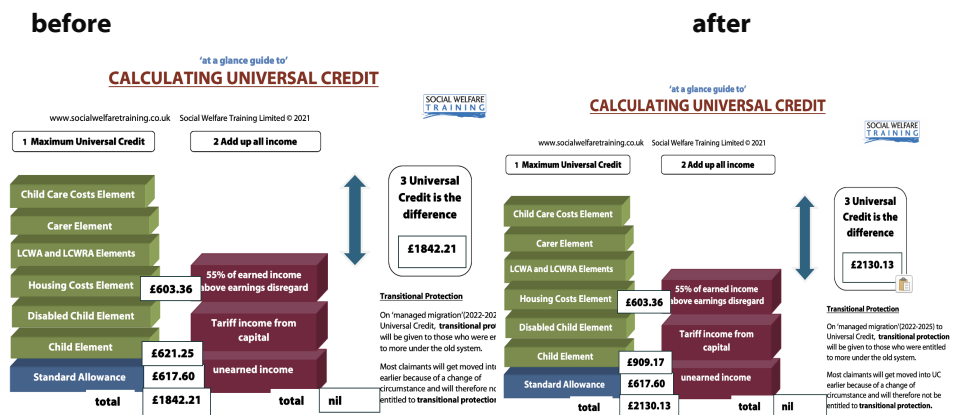 before
'at a glance guide to'
CALCULATING UNIVERSAL CREDIT
SOCIAL WELFARE
TRAINING
www.socialwelfaretraining.co.uk Social Welfare Training Limited © 2021
1 Maximum Universal Credit
2 Add up all income
Child Care Costs Element
Carer Element
LCWA and LCWRA Elements
Housing Costs Element
£603.36
Disabled Child Element
Child Element
£621.25
Standard Allowance
£617.60
total
£1842.21
55% of earned income
above earnings disregard
Tariff income from
capital
unearned income
total
nil
3 Universal
Credit is the
difference
£1842.21
Transitional Protection
On 'managed migration'(2022-202
Universal Credit, transitional pro
will be given to those who were er
to more under the old system.
Most claims will get moved into
earlier because of a change of
circumstance and will therefore no
entitled to transitional protection
after
'at a glance guide to'
CALCULATING UNIVERSAL CREDIT
SOCIAL WELFARE
TRAINING
www.socialwelfaretraining.co.uk Social Welfare Training Limited © 2021
1 Maximum Universal Credit
2 Add up all income
Child Care Costs Element
Carer Element
LCWA and LCWRA Elements
Housing Costs Element
£603.36
Disabled Child Element
Child Element
£909.17
Standard Allowance
£617.60
total
£2130.13
55% of earned income
bove earnings disregard
Tariff income from
capital
unearned income
total
nil
3 Universal
Credit is the
difference
£2130.13
Transitional Protection
On 'managed migration'(2022-2025) to
Universal Credit, transitional protection
will be given to those who were entitled
to more under the old system.
Most claimants will get moved into UC
earlier because of a change of
circumstance and will therefore not be
entitled to transitional protection.